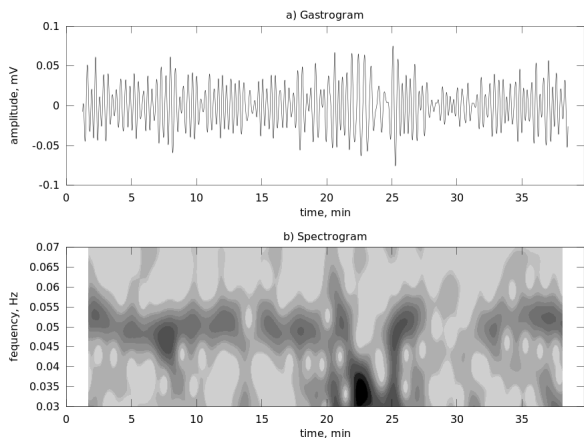 a) Gastrogram
0.1
0.05
0
-0.05
-0.1
amplitude, mV
0 5 10 15 20 25 30 35
time, min
b) Spectrogram
0.07
0.065
0.06
0.055
0.05
0.045
0.04
0.035
0.03
fequency, Hz
0 5 10 15 20 25 30 35
time, min